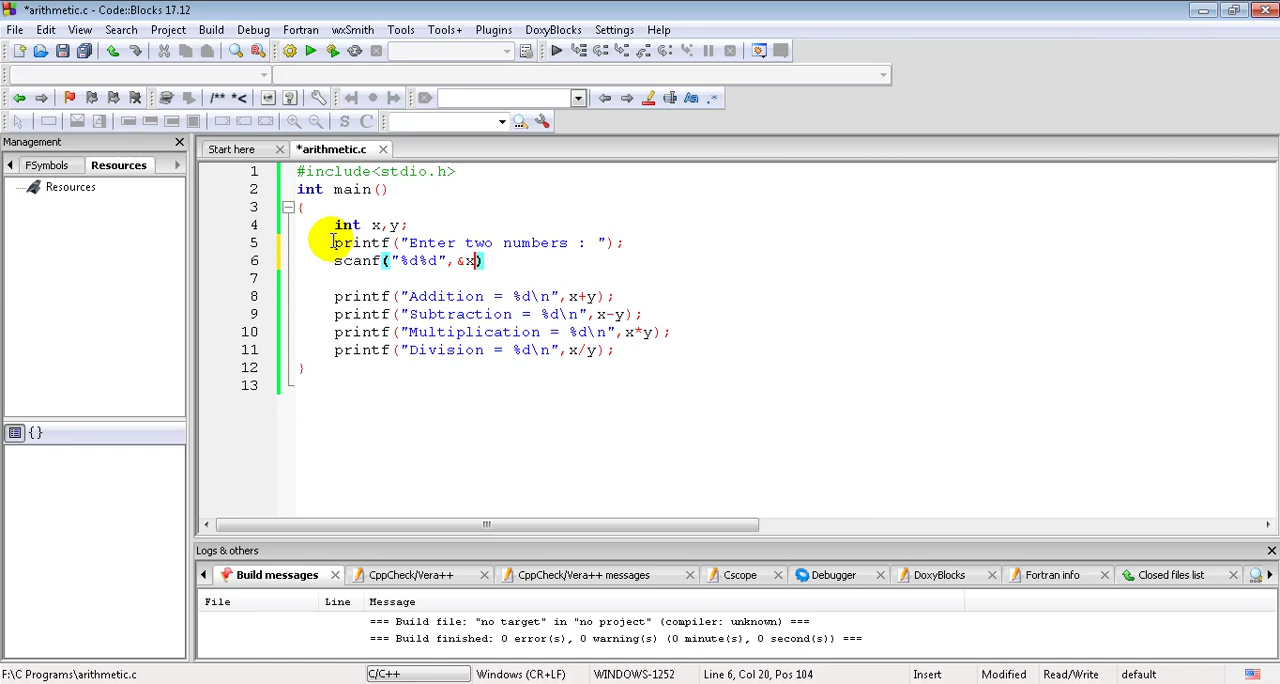 *arithmetic.c - Code::Blocks 17.12
File Edit View Search Project Build Debug Fortran wxSmith Tools Tools+ Plugins DoxyBlocks Settings Help
/** *<
S C
Aa .*
Management
FSymbols Resources
Resources
{}
Start here *arithmetic.c
1 #include<stdio.h>
2 int main()
3 {
4 int x,y;
5 printf("Enter two numbers : ");
6 scanf("%d%d",&x)
7
8 printf("Addition = %d\n",x+y);
9 printf("Subtraction = %d\n",x-y);
10 printf("Multiplication = %d\n",x*y);
11 printf("Division = %d\n",x/y);
12 }
13
Logs & others
Build messages CppCheck/Vera++ CppCheck/Vera++ messages Cscope Debugger DoxyBlocks Fortran info Closed files list
File Line Message
=== Build file: "no target" in "no project" (compiler: unknown) ===
=== Build finished: 0 error(s), 0 warning(s) (0 minute(s), 0 second(s)) ===
F:\C Programs\arithmetic.c C/C++ Windows (CR+LF) WINDOWS-1252 Line 6, Col 20, Pos 104 Insert Modified Read/Write default